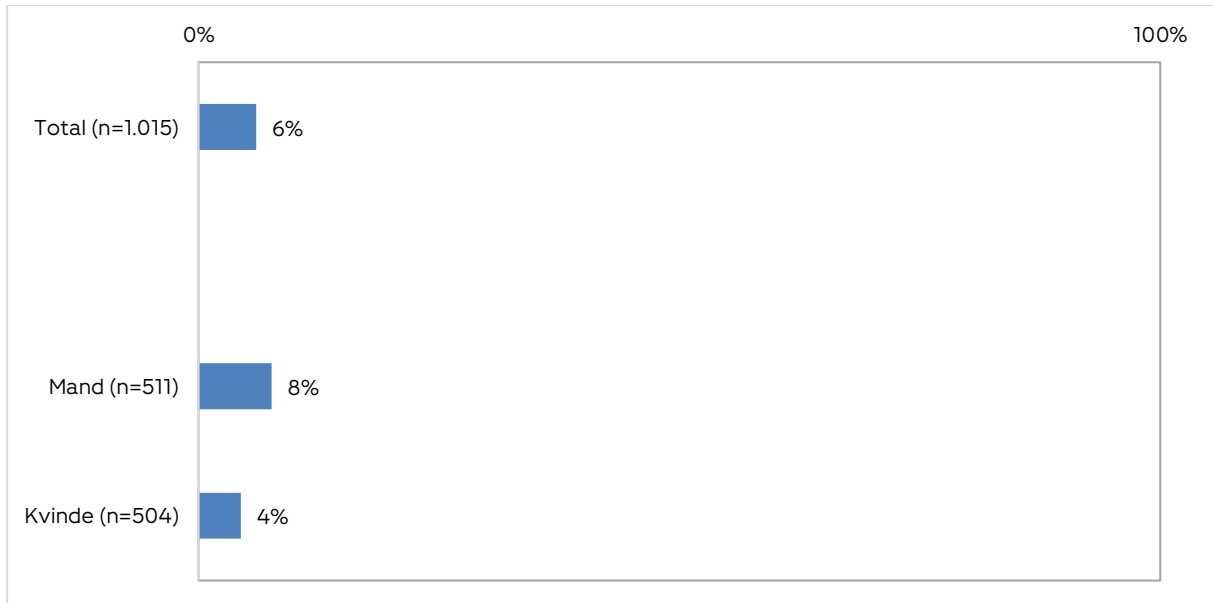 0% 100%
Total (n=1.015) 6%
Mand (n=511) 8%
Kvinde (n=504) 4%